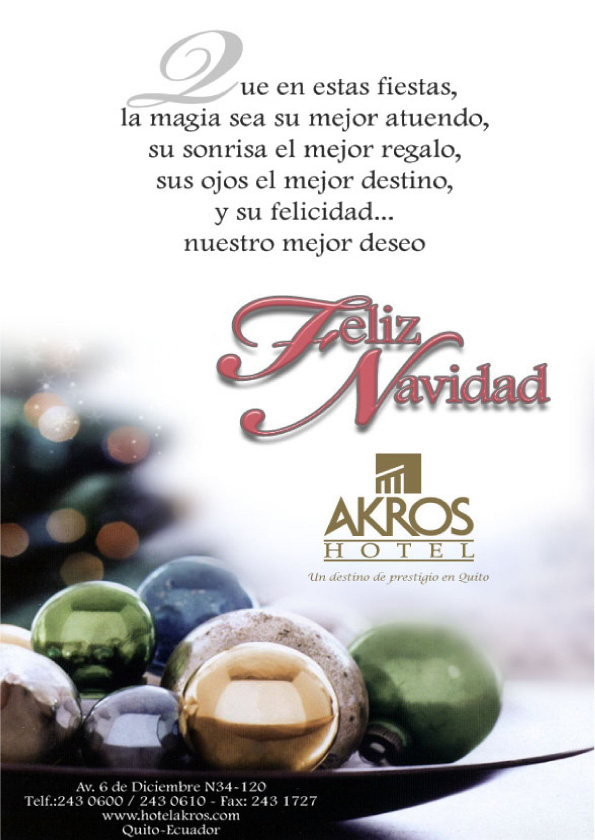 Que en estas fiestas,
la magia sea su mejor atuendo,
su sonrisa el mejor regalo,
sus ojos el mejor destino,
y su felicidad...
nuestro mejor deseo
Feliz
Navidad
AKROS
HOTEL
Un destino de prestigio en Quito
Av. 6 de Diciembre N34-120
Telf.:243 0600 / 243 0610 - Fax: 243 1727
www.hotelakros.com
Quito-Ecuador